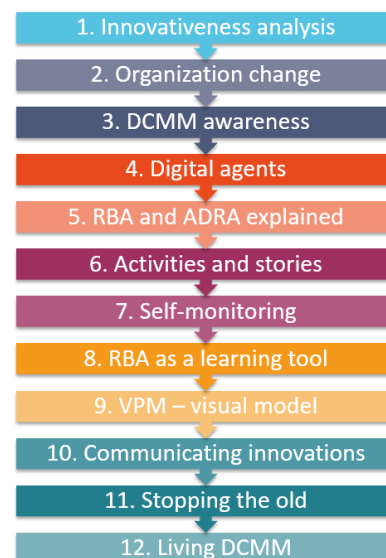 1. Innovativeness analysis
2. Organization change
3. DCMM awareness
4. Digital agents
5. RBA and ADRA explained
6. Activities and stories
7. Self-monitoring
8. RBA as a learning tool
9. VPM – visual model
10. Communicating innovations
11. Stopping the old
12. Living DCMM